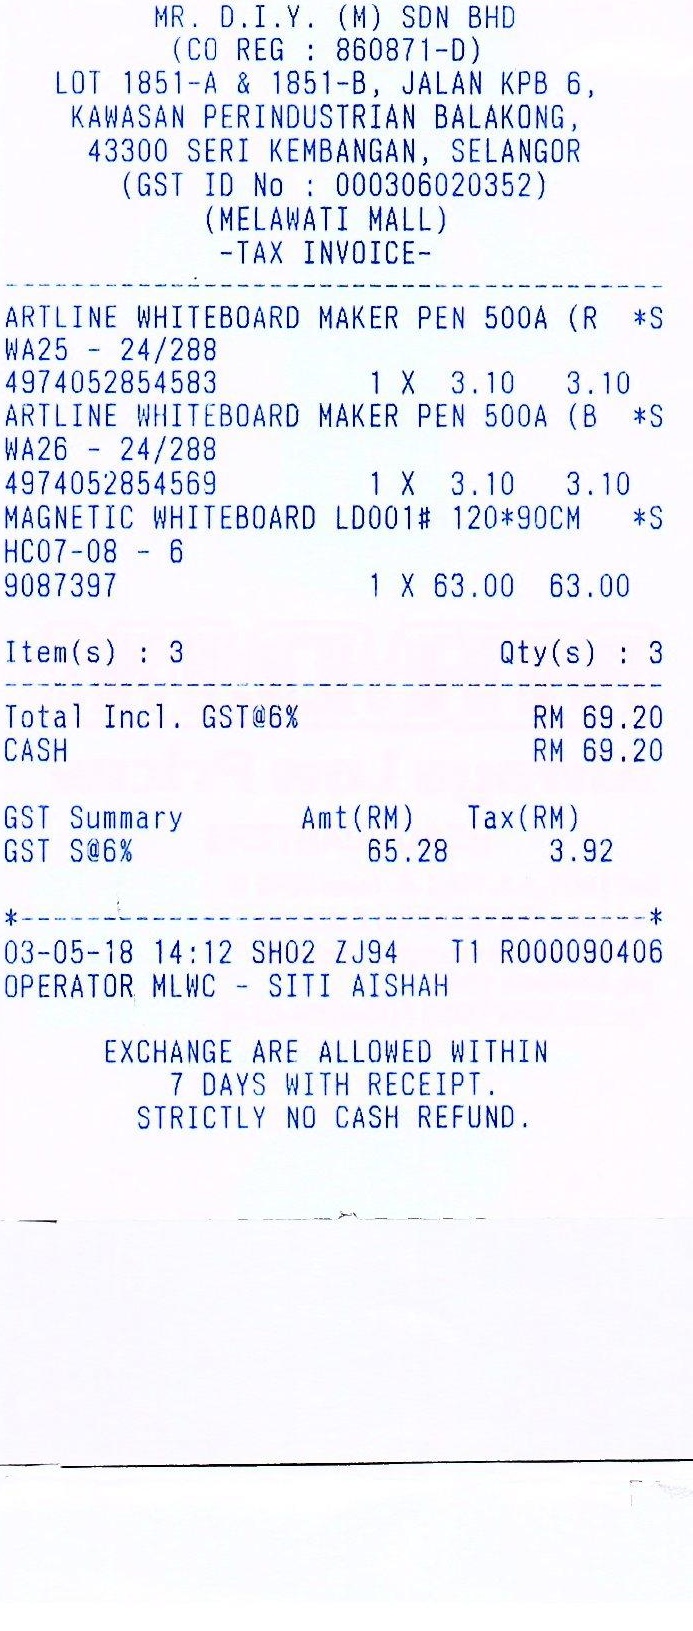 MR. D.I.Y. (M) SDN BHD
(CO REG : 860871-D)
LOT 1851-A & 1851-B, JALAN KPB 6,
KAWASAN PERINDUSTRIAN BALAKONG,
43300 SERI KEMBANGAN, SELANGOR
(GST ID No : 000306020352)
(MELAWATI MALL)
-TAX INVOICE-
ARTLINE WHITEBOARD MAKER PEN 500A (R *S
WA25 - 24/288
4974052854583 1 X 3.10 3.10
ARTLINE WHITEBOARD MAKER PEN 500A (B *S
WA26 - 24/288
4974052854569 1 X 3.10 3.10
MAGNETIC WHITEBOARD LD001# 120*90CM *S
HC07-08 - 6
9087397 1 X 63.00 63.00
Item(s) : 3 Qty(s) : 3
Total Incl. GST@6% RM 69.20
CASH RM 69.20
GST Summary Amt(RM) Tax(RM)
GST S@6% 65.28 3.92
*--------------------------------------*
03-05-18 14:12 SH02 ZJ94 T1 R000090406
OPERATOR MLWC - SITI AISHAH
EXCHANGE ARE ALLOWED WITHIN
7 DAYS WITH RECEIPT.
STRICTLY NO CASH REFUND.